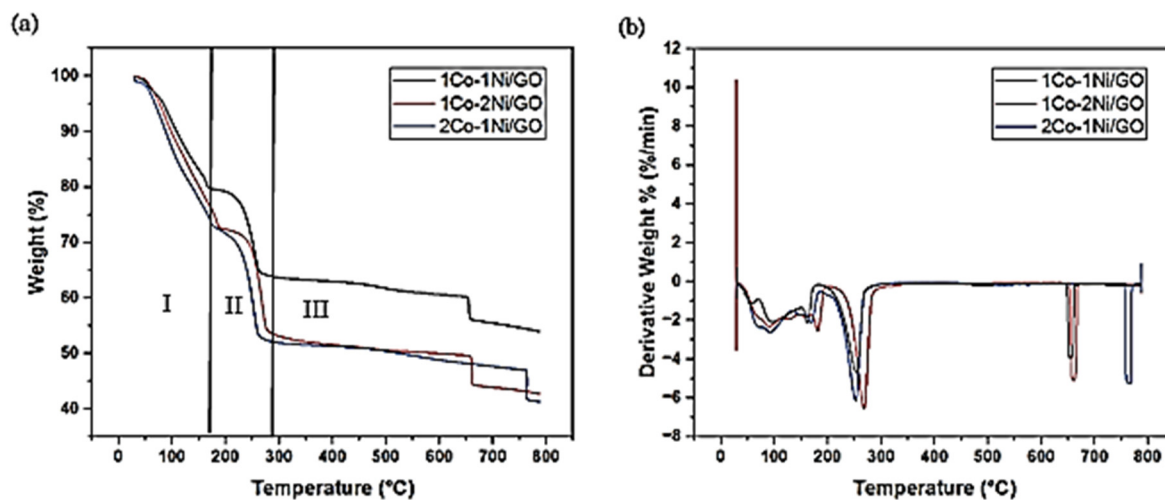 (a)
100
90
80
70
60
50
40
Weight (%)
1Co-1Ni/GO
1Co-2Ni/GO
2Co-1Ni/GO
I
II
III
0 100 200 300 400 500 600 700 800
Temperature (°C)
(b)
12
10
8
6
4
2
0
−2
−4
−6
−8
Derivative Weight % (%/min)
1Co-1Ni/GO
1Co-2Ni/GO
2Co-1Ni/GO
0 100 200 300 400 500 600 700 800
Temperature (°C)